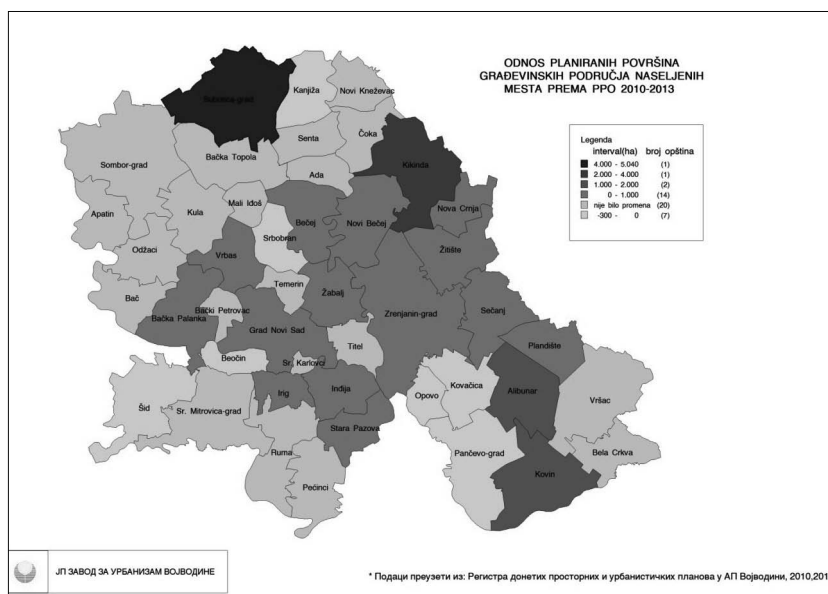 ODNOS PLANIRANIH POVRŠINA
GRAĐEVINSKIH PODRUČJA NASELJENIH
MESTA PREMA PPO 2010-2013
Legenda
interval(ha) broj opština
4.000 - 5.040 (1)
2.000 - 4.000 (1)
1.000 - 2.000 (2)
0 - 1.000 (14)
nije bilo promena (20)
-300 - 0 (7)
Subotica-grad
Kanjiža
Novi Kneževac
Senta
Čoka
Bačka Topola
Sombor-grad
Ada
Kikinda
Apatin
Kula
Mali Iđoš
Bečej
Novi Bečej
Nova Crnja
Odžaci
Vrbas
Srbobran
Žitište
Bač
Bačka Palanka
Bački Petrovac
Temerin
Žabalj
Zrenjanin-grad
Sečanj
Grad Novi Sad
Titel
Plandište
Beočin
Sr. Karlovci
Šid
Sr. Mitrovica-grad
Irig
Inđija
Opovo
Kovačica
Alibunar
Vršac
Stara Pazova
Ruma
Pančevo-grad
Bela Crkva
Pećinci
Kovin
ЈП ЗАВОД ЗА УРБАНИЗАМ ВОЈВОДИНЕ
* Подаци преузети из: Регистра донетих просторних и урбанистичких планова у АП Војводини, 2010,201